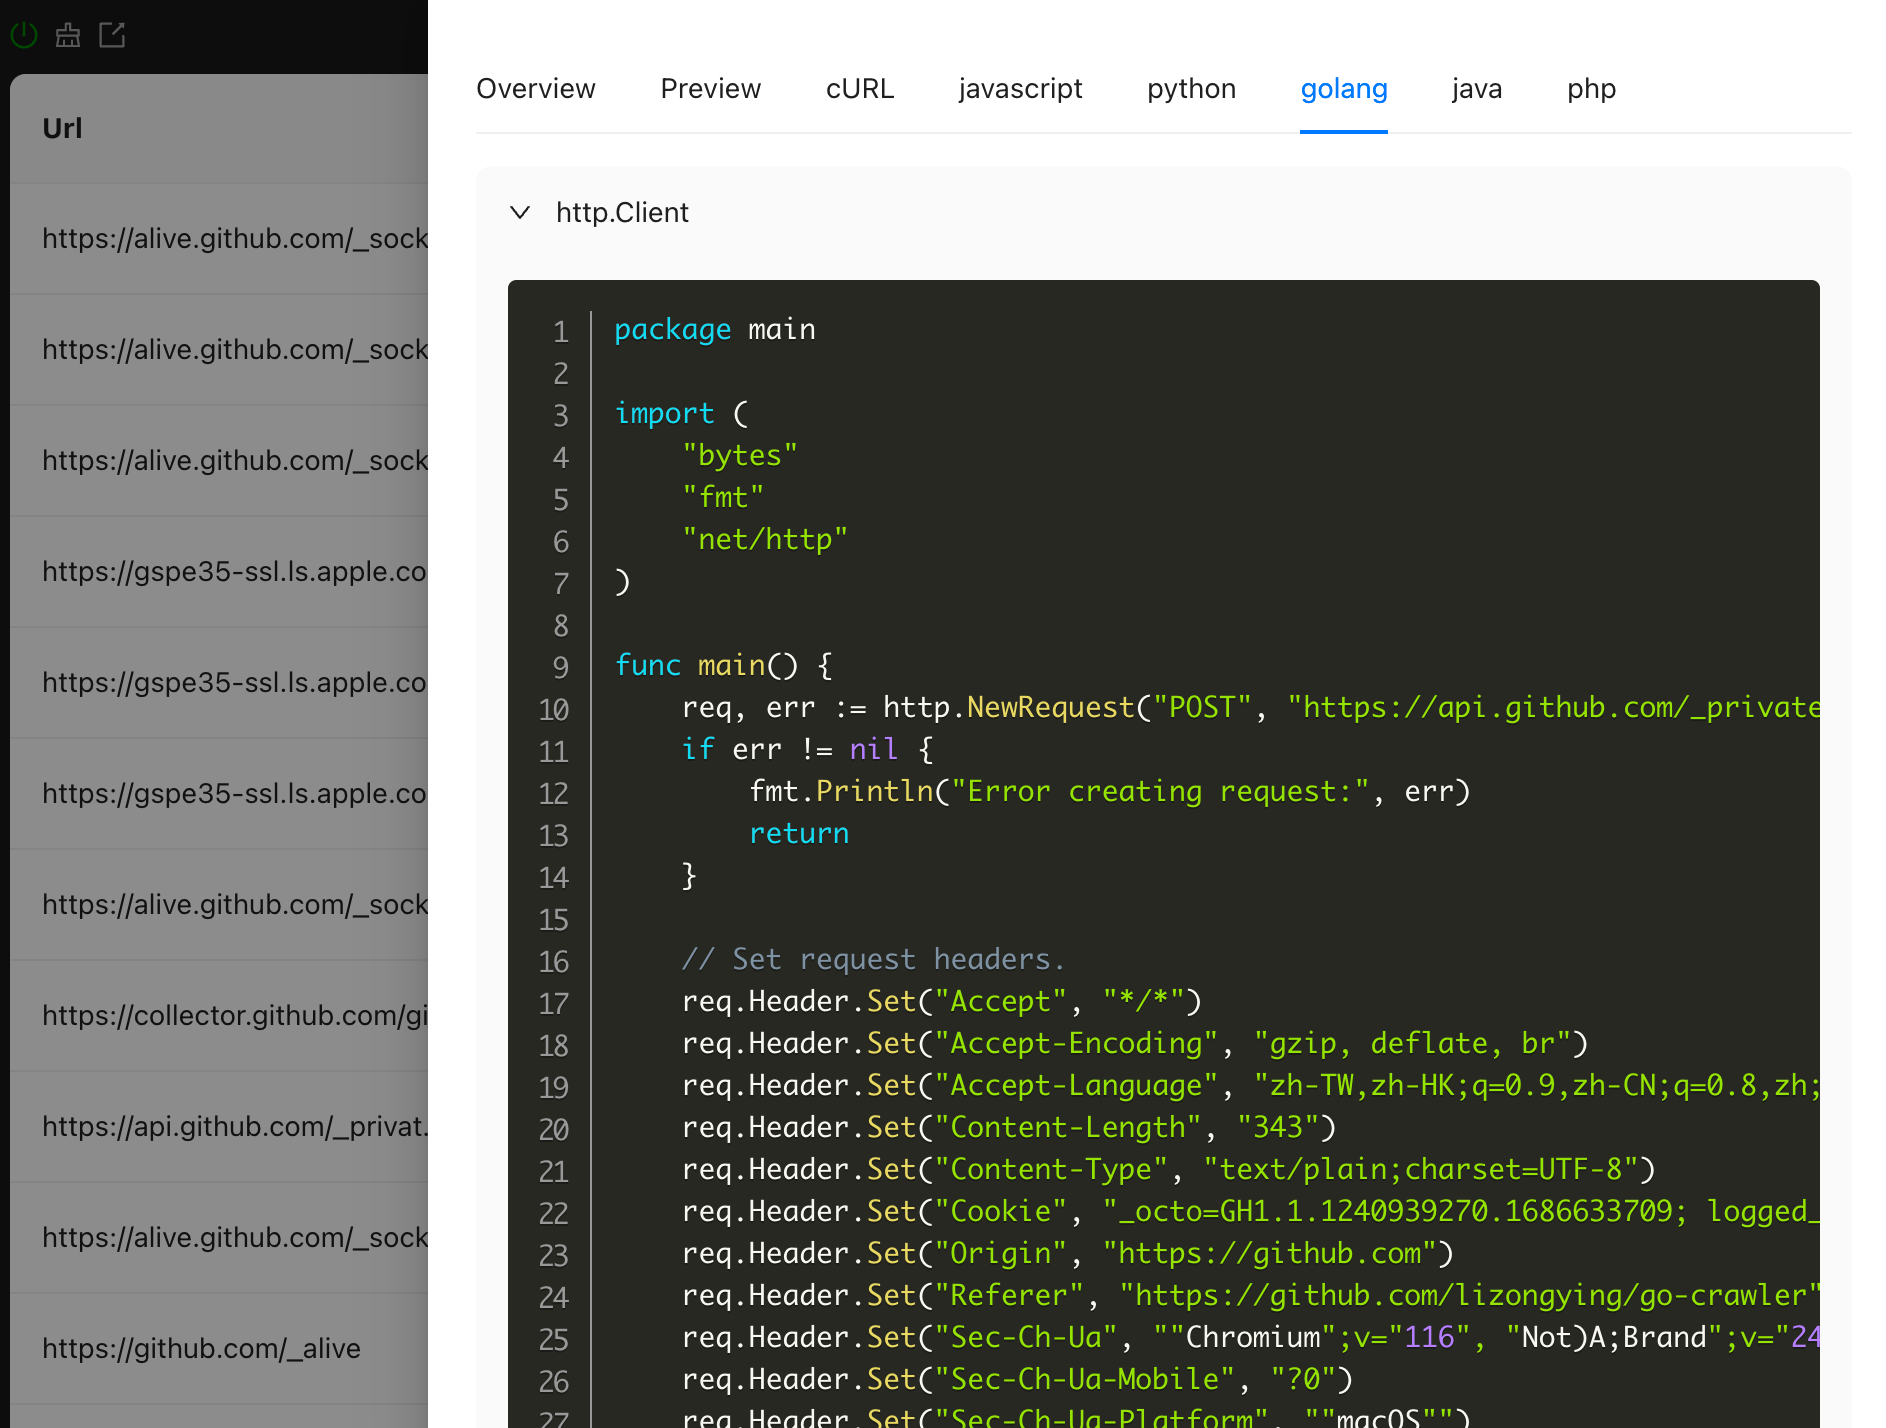 Url
https://alive.github.com/_sock
https://alive.github.com/_sock
https://alive.github.com/_sock
https://gspe35-ssl.ls.apple.co
https://gspe35-ssl.ls.apple.co
https://gspe35-ssl.ls.apple.co
https://alive.github.com/_sock
https://collector.github.com/gi
https://api.github.com/_privat.
https://alive.github.com/_sock
https://github.com/_alive
Overview Preview cURL javascript python golang java php
http.Client
1 package main
2
3 import (
4     "bytes"
5     "fmt"
6     "net/http"
7 )
8
9 func main() {
10     req, err := http.NewRequest("POST", "https://api.github.com/_private
11     if err != nil {
12         fmt.Println("Error creating request:", err)
13         return
14     }
15
16     // Set request headers.
17     req.Header.Set("Accept", "*/*")
18     req.Header.Set("Accept-Encoding", "gzip, deflate, br")
19     req.Header.Set("Accept-Language", "zh-TW,zh-HK;q=0.9,zh-CN;q=0.8,zh;
20     req.Header.Set("Content-Length", "343")
21     req.Header.Set("Content-Type", "text/plain;charset=UTF-8")
22     req.Header.Set("Cookie", "_octo=GH1.1.1240939270.1686633709; logged_
23     req.Header.Set("Origin", "https://github.com")
24     req.Header.Set("Referer", "https://github.com/lizongying/go-crawler"
25     req.Header.Set("Sec-Ch-Ua", ""Chromium";v="116", "Not)A;Brand";v="24
26     req.Header.Set("Sec-Ch-Ua-Mobile", "?0")
27     req.Header.Set("Sec-Ch-Ua-Platform", ""macOS"")